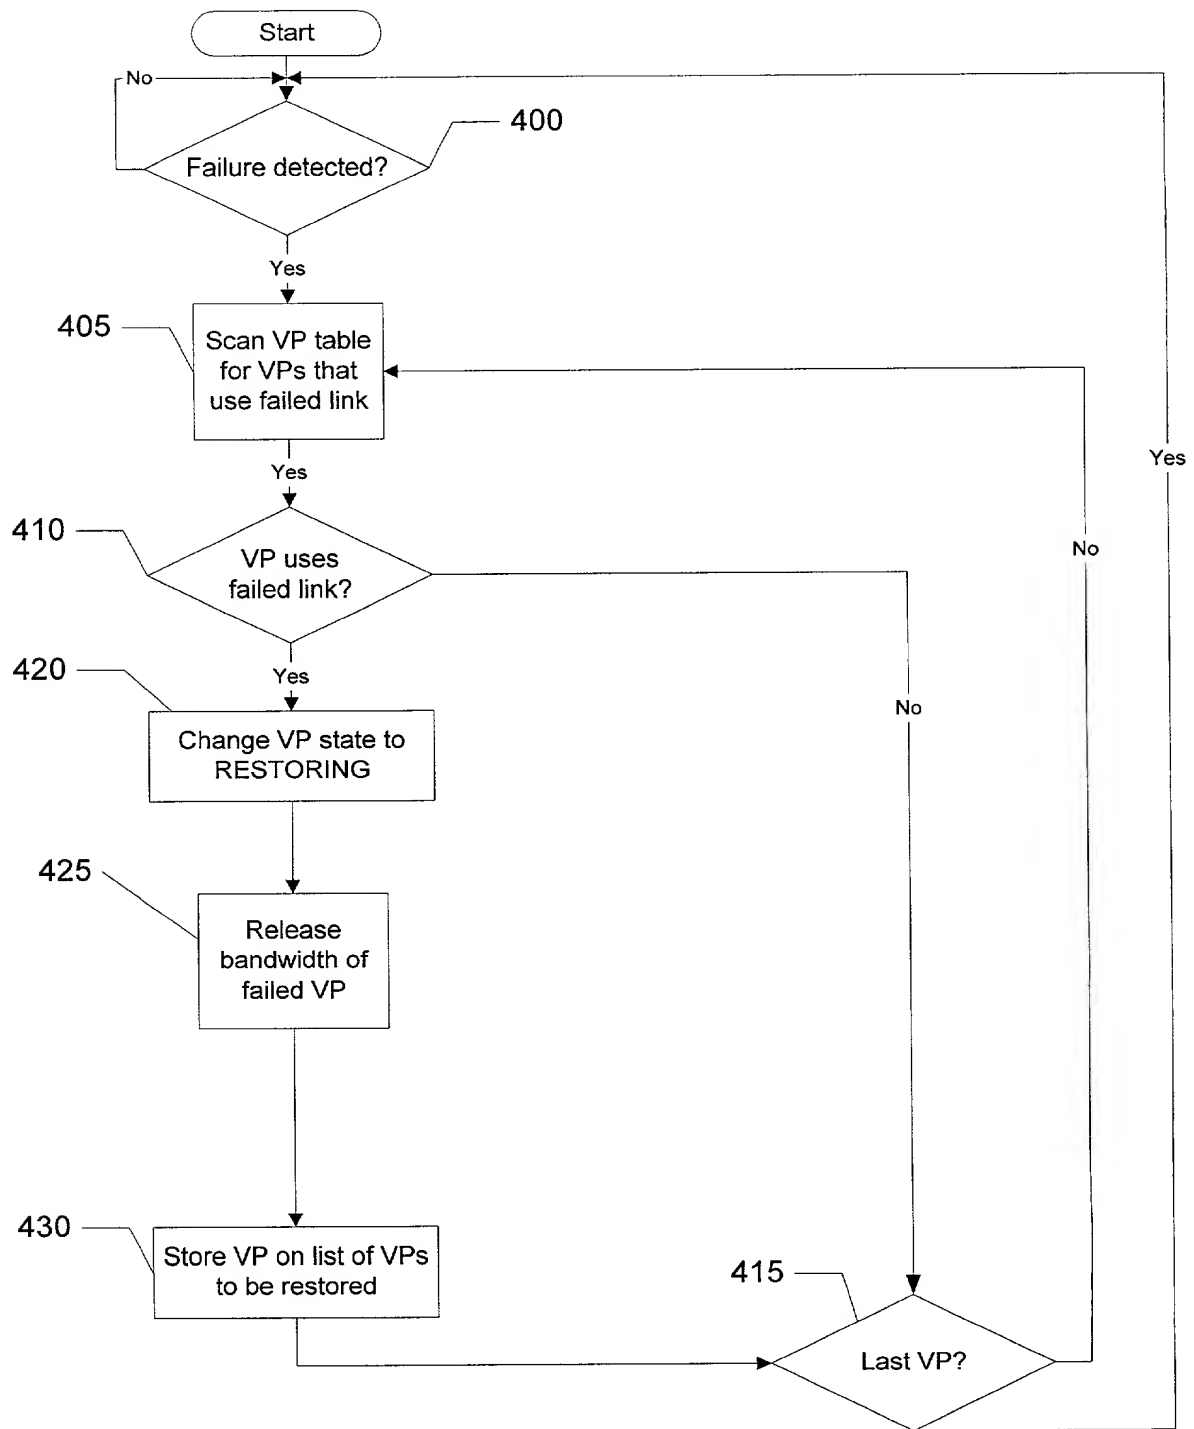 Start
No
400
Failure detected?
Yes
405
Scan VP table
for VPs that
use failed link
Yes
Yes
410
VP uses
failed link?
No
420
Yes
No
Change VP state to
RESTORING
425
Release
bandwidth of
failed VP
430
Store VP on list of VPs
to be restored
415
Last VP?